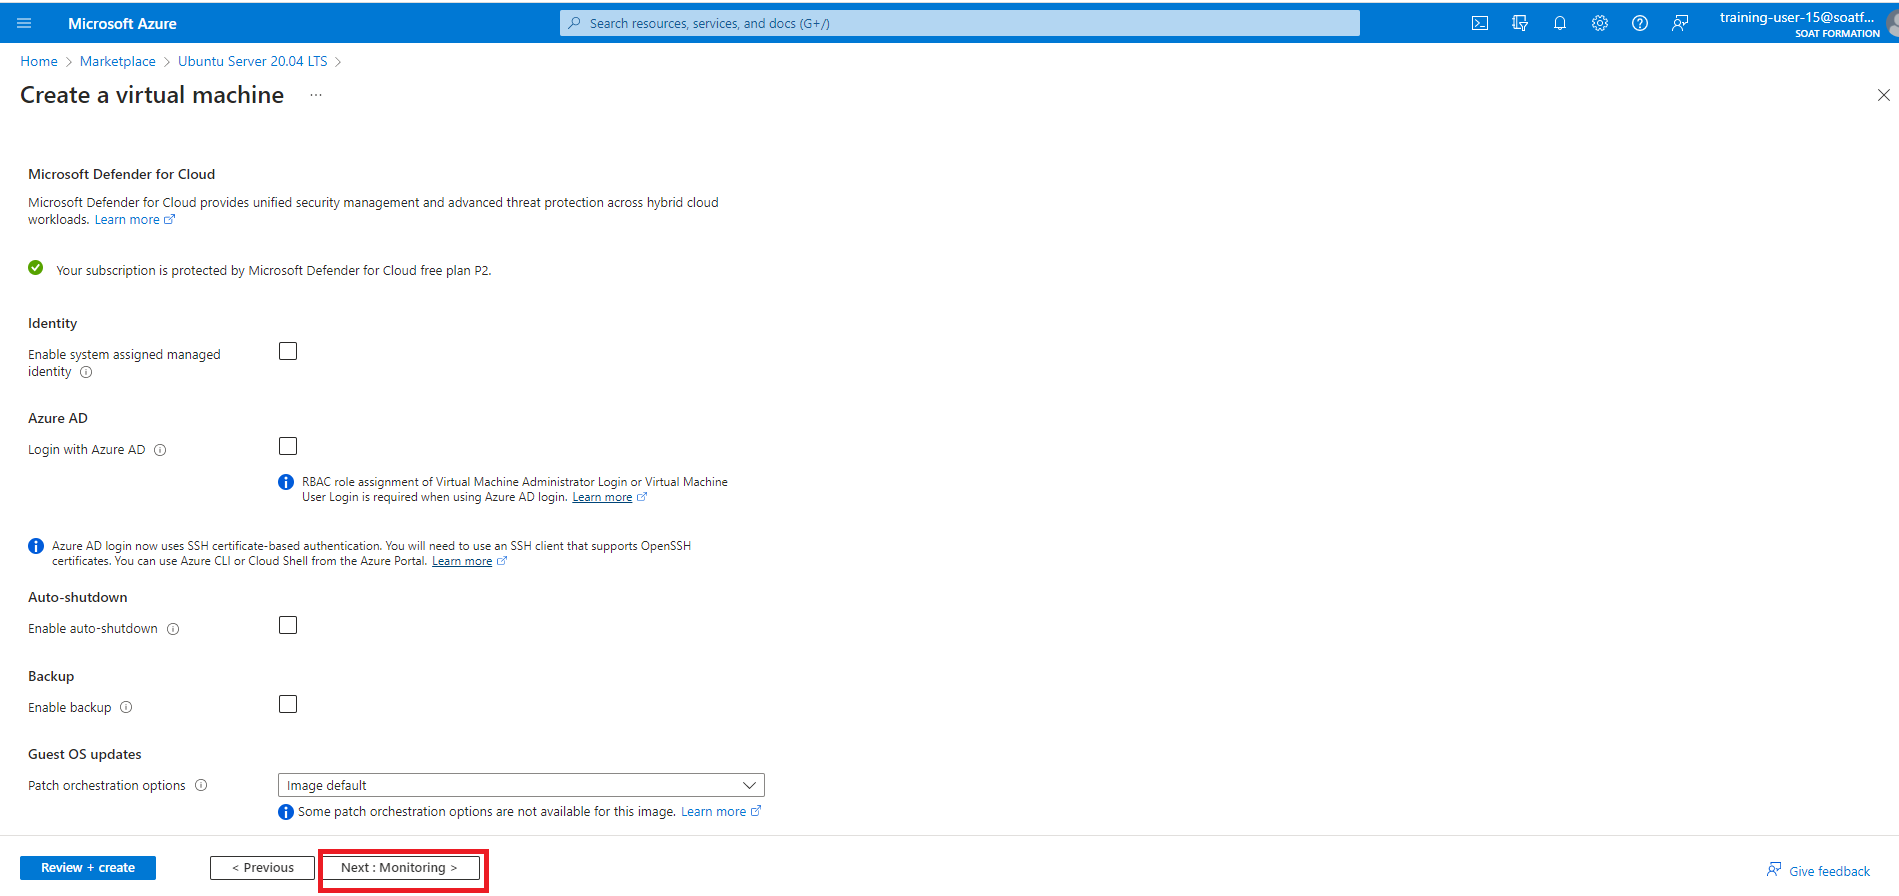 Microsoft Azure
Search resources, services, and docs (G+/)
training-user-15@soatf...
SOAT FORMATION
Home > Marketplace > Ubuntu Server 20.04 LTS >
Create a virtual machine ...
Microsoft Defender for Cloud
Microsoft Defender for Cloud provides unified security management and advanced threat protection across hybrid cloud
workloads. Learn more
Your subscription is protected by Microsoft Defender for Cloud free plan P2.
Identity
Enable system assigned managed
identity
Azure AD
Login with Azure AD
RBAC role assignment of Virtual Machine Administrator Login or Virtual Machine
User Login is required when using Azure AD login. Learn more
Azure AD login now uses SSH certificate-based authentication. You will need to use an SSH client that supports OpenSSH
certificates. You can use Azure CLI or Cloud Shell from the Azure Portal. Learn more
Auto-shutdown
Enable auto-shutdown
Backup
Enable backup
Guest OS updates
Patch orchestration options
Image default
Some patch orchestration options are not available for this image. Learn more
Review + create
< Previous
Next : Monitoring >
Give feedback